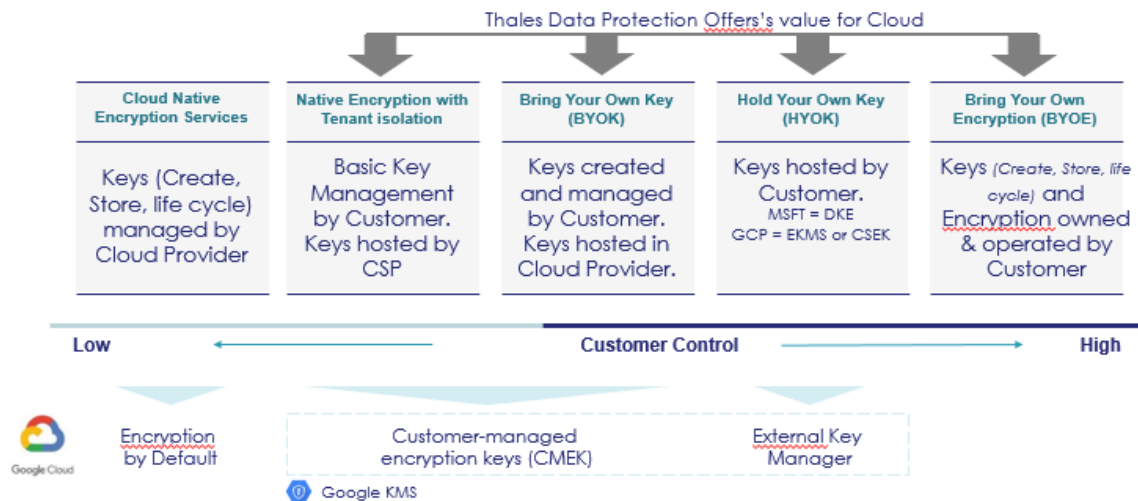 Thales Data Protection Offers's value for Cloud
Cloud Native
Encryption Services
Keys (Create,
Store, life cycle)
managed by
Cloud Provider
Native Encryption with
Tenant isolation
Basic Key
Management
by Customer.
Keys hosted by
CSP
Bring Your Own Key
(BYOK)
Keys created
and managed
by Customer.
Keys hosted in
Cloud Provider.
Hold Your Own Key
(HYOK)
Keys hosted by
Customer.
MSFT = DKE
GCP = EKMS or CSEK
Bring Your Own
Encryption (BYOE)
Keys (Create, Store, life
cycle) and
Encryption owned
& operated by
Customer
Low
Customer Control
High
Google Cloud
Encryption
by Default
Customer-managed
encryption keys (CMEK)
External Key
Manager
Google KMS